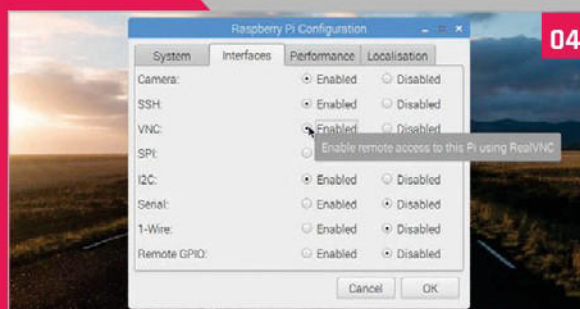 Raspberry Pi Configuration
04
System Interfaces Performance Localisation
Camera: Enabled Disabled
SSH: Enabled Disabled
VNC: Enabled Disabled
Enable remote access to this Pi using RealVNC
SPI:
I2C: Enabled Disabled
Serial: Enabled Disabled
1-Wire: Enabled Disabled
Remote GPIO: Enabled Disabled
Cancel OK